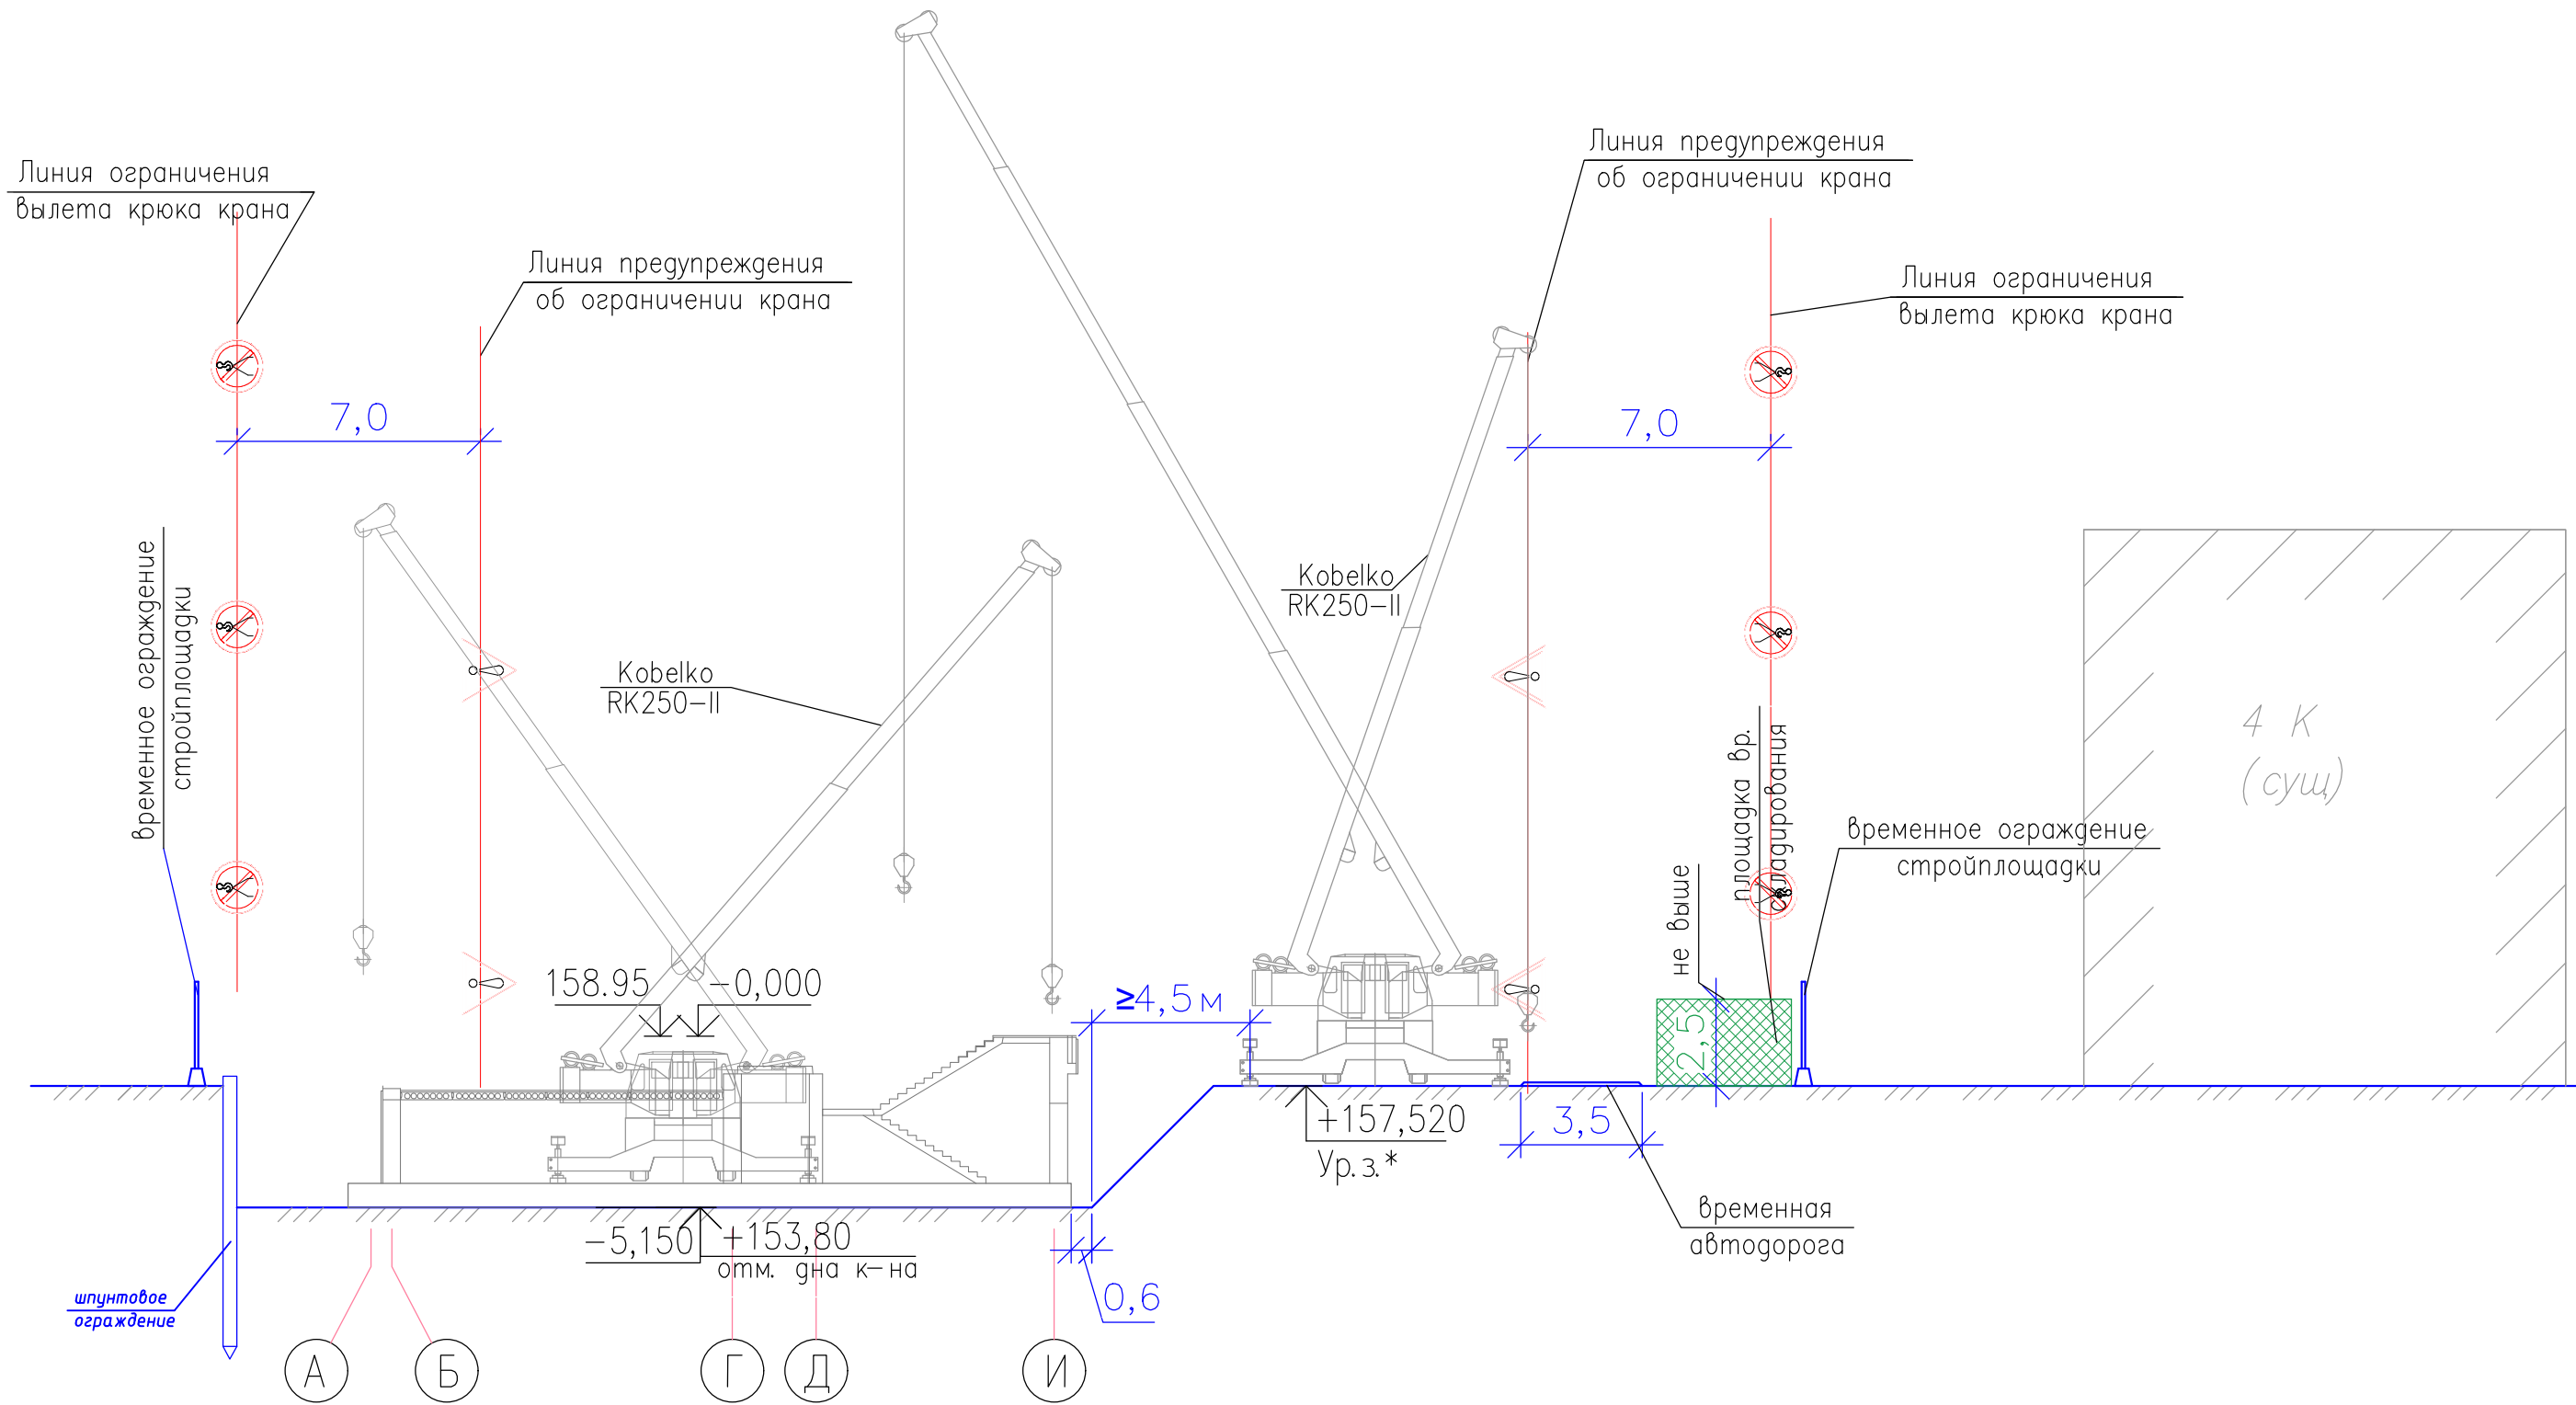 Линия ограничения
вылета крюка крана
Линия предупреждения
об ограничении крана
Линия предупреждения
об ограничении крана
Линия ограничения
вылета крюка крана
7,0
7,0
временное ограждение
стройплощадки
Kobelko
RK250-II
Kobelko
RK250-II
4 К
(сущ)
площадка вр.
складирования
не выше
2,5
временное ограждение
стройплощадки
158.95
-0,000
≥4,5м
+157,520
Ур.з.*
3,5
временная
автодорога
-5,150
+153,80
отм. дна к-на
0,6
шпунтовое
ограждение
А
Б
Г
Д
И